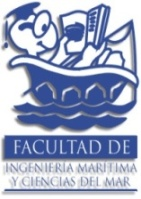 FACULTAD DE
INGENIERÍA MARÍTIMA
Y CIENCIAS DEL MAR